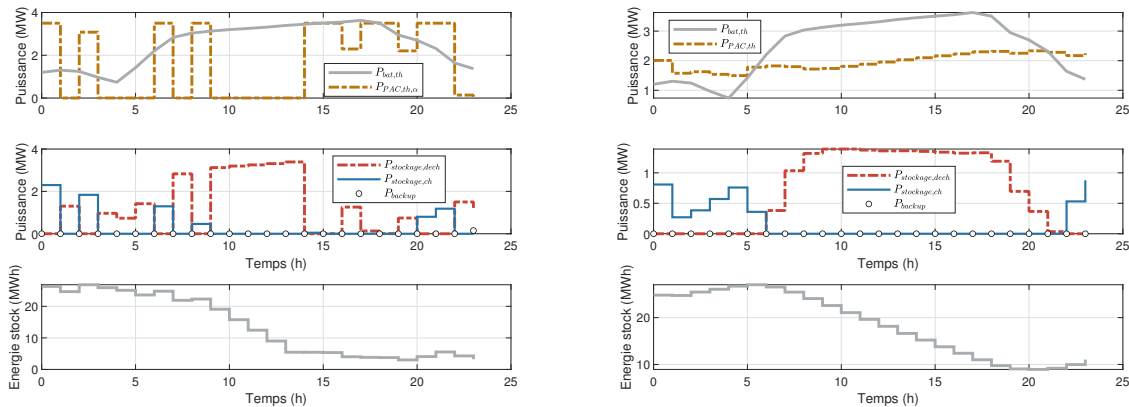 Puissance (MW)
4
2
0
P_bat,th
P_PAC,th,α
0 5 10 15 20 25
Puissance (MW)
4
2
0
P_stockage,dech
P_stockage,ch
P_backup
0 5 10 15 20 25
Temps (h)
Energie stock (MWh)
20
10
0
0 5 10 15 20 25
Temps (h)
Puissance (MW)
3
2
1
P_bat,th
P_PAC,th
0 5 10 15 20 25
Puissance (MW)
1
0.5
0
P_stockage,dech
P_stockage,ch
P_backup
0 5 10 15 20 25
Temps (h)
Energie stock (MWh)
20
10
0 5 10 15 20 25
Temps (h)